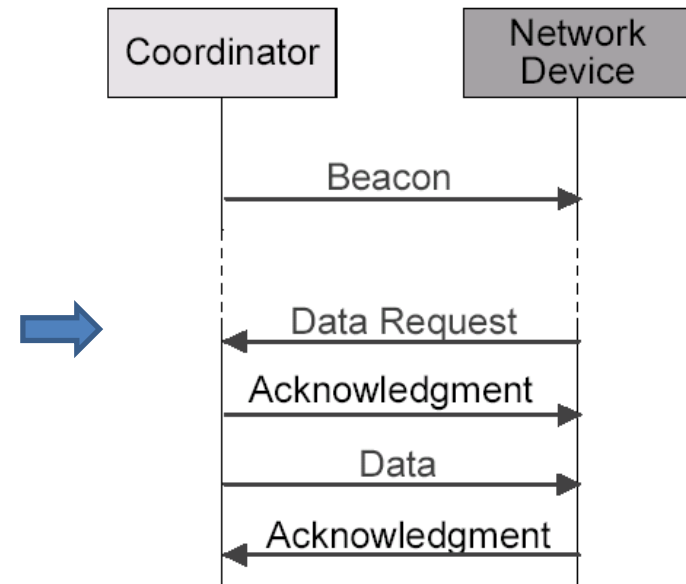 Coordinator
Network
Device
Beacon
Data Request
Acknowledgment
Data
Acknowledgment